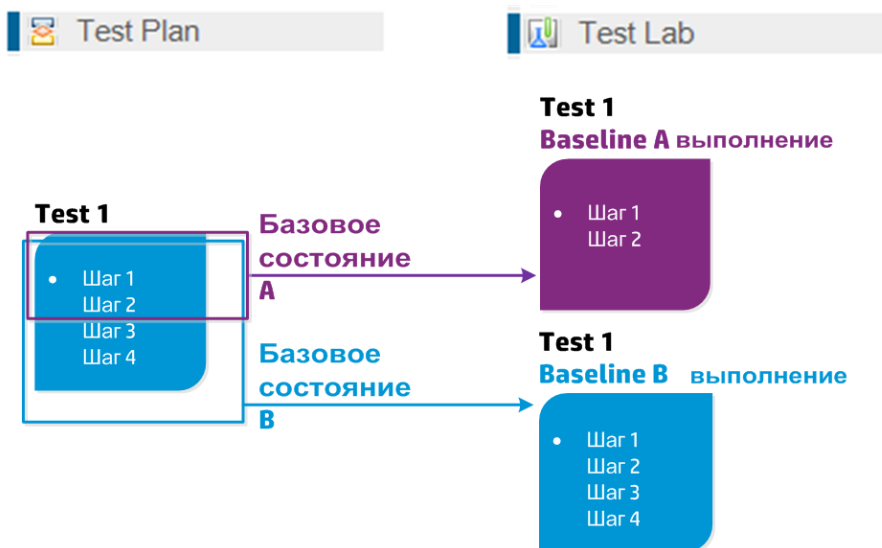 Test Plan
Test Lab
Test 1
Baseline A выполнение
• Шаг 1
Шаг 2
Test 1
• Шаг 1
Шаг 2
Шаг 3
Шаг 4
Базовое
состояние
A
Базовое
состояние
B
Test 1
Baseline B выполнение
• Шаг 1
Шаг 2
Шаг 3
Шаг 4